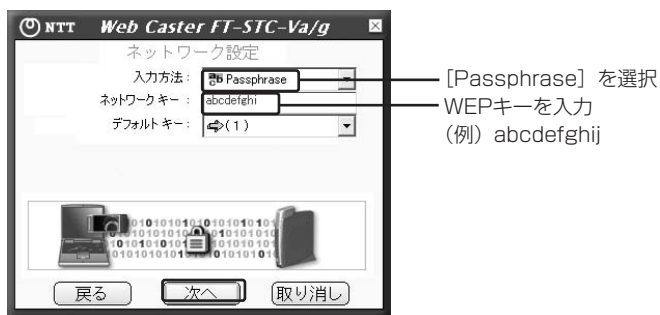 NTT Web Caster FT-STC-Va/g
ネットワーク設定
入力方法： Passphrase
[Passphrase] を選択
ネットワークキー： abcdefghi
WEPキーを入力
(例) abcdefghij
デフォルトキー： (1)
戻る 次へ 取り消し